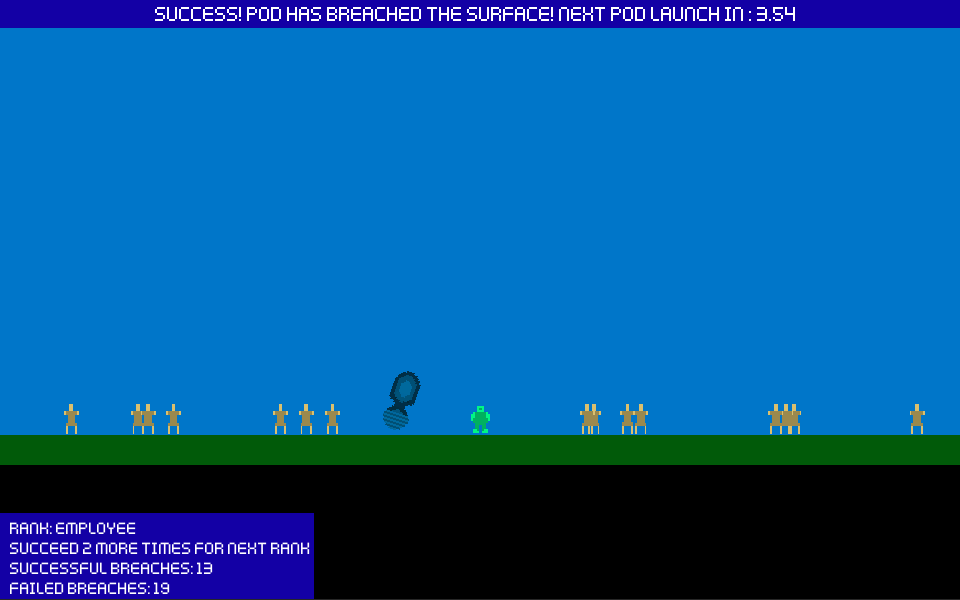 SUCCESS! POD HAS BREACHED THE SURFACE! NEXT POD LAUNCH IN : 3.54
RANK: EMPLOYEE
SUCCEED 2 MORE TIMES FOR NEXT RANK
SUCCESSFUL BREACHES: 13
FAILED BREACHES: 19